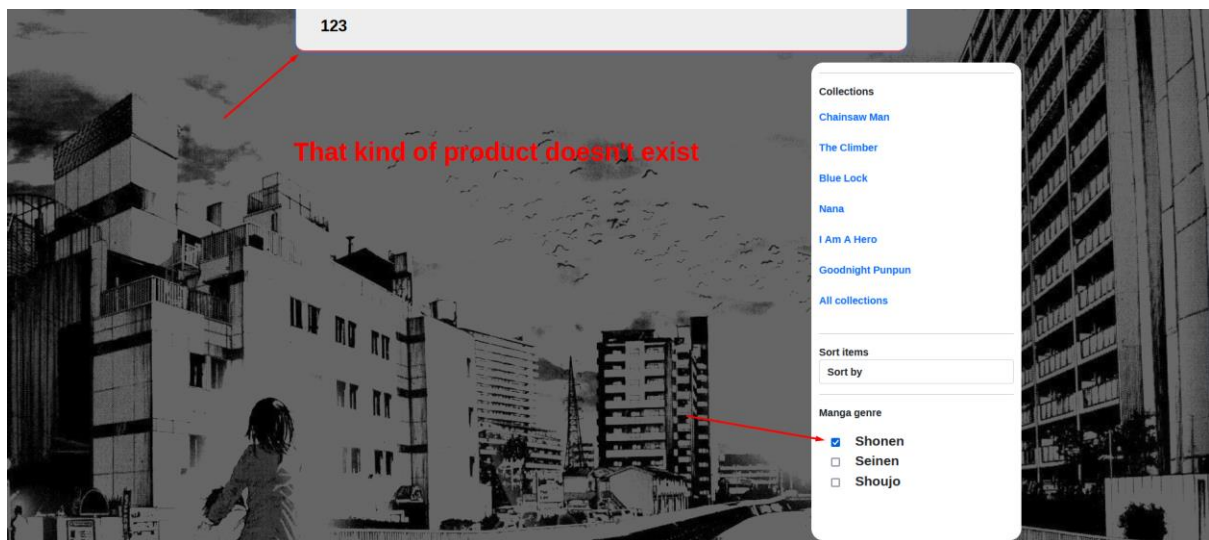 123
That kind of product doesn't exist
Collections
Chainsaw Man
The Climber
Blue Lock
Nana
I Am A Hero
Goodnight Punpun
All collections
Sort items
Sort by
Manga genre
Shonen
Seinen
Shoujo